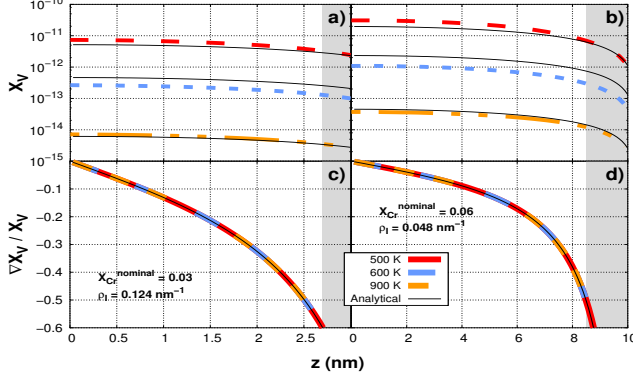 a)
b)
10⁻¹⁰
10⁻¹¹
10⁻¹²
10⁻¹³
10⁻¹⁴
10⁻¹⁵
X_V
c)
d)
-0.1
-0.2
-0.3
-0.4
-0.5
-0.6
∇X_V / X_V
X_Cr^nominal = 0.03
ρ_I = 0.124 nm⁻¹
X_Cr^nominal = 0.06
ρ_I = 0.048 nm⁻¹
500 K
600 K
900 K
Analytical
0 0.5 1 1.5 2 2.5 0 2 4 6 8 10
z (nm)